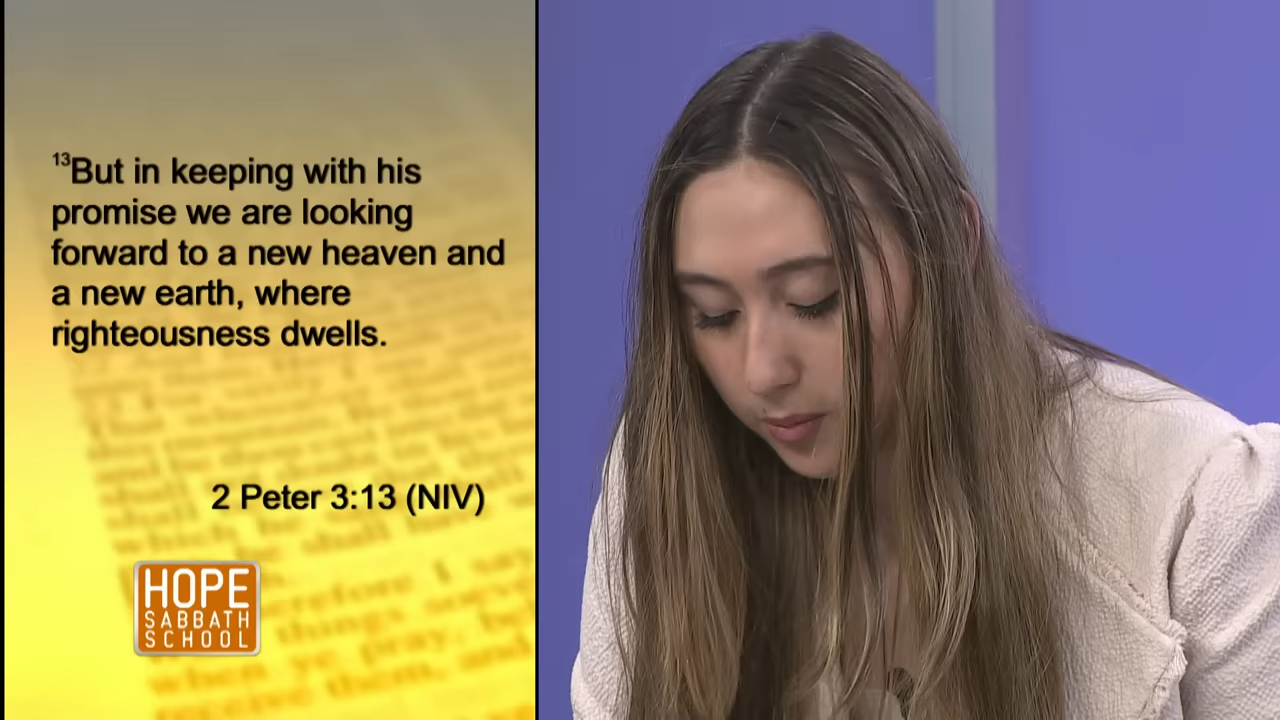 ¹³But in keeping with his
promise we are looking
forward to a new heaven and
a new earth, where
righteousness dwells.
2 Peter 3:13 (NIV)
HOPE
SABBATH
SCHOOL